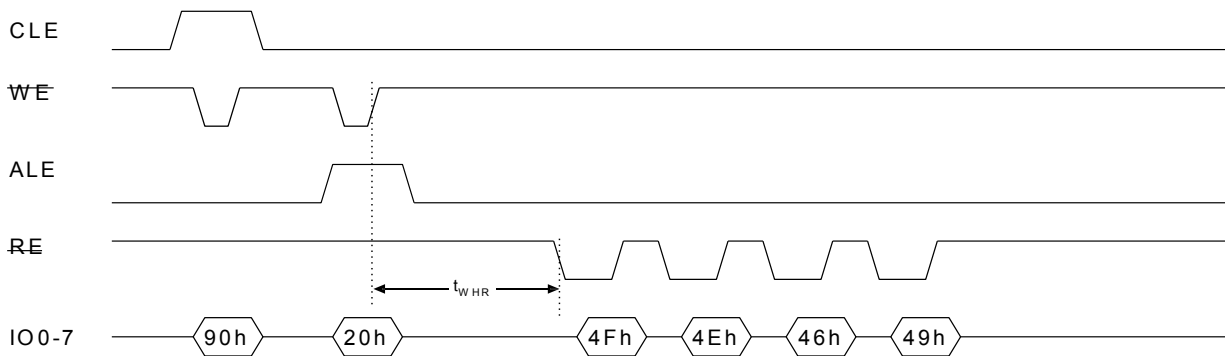 CLE
WE
ALE
RE
tWHR
IO0-7 90h 20h 4Fh 4Eh 46h 49h